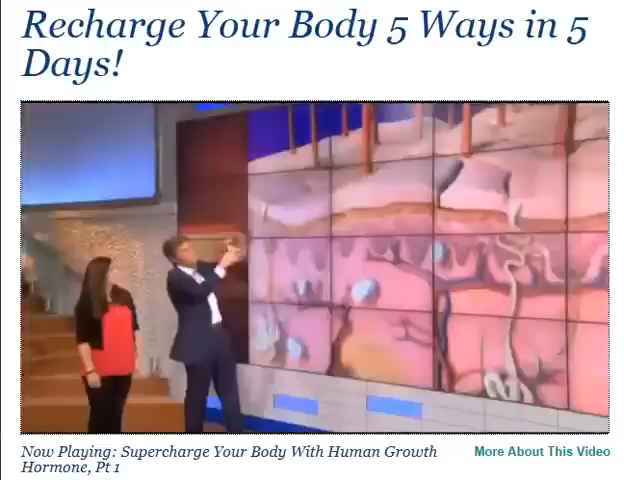 Recharge Your Body 5 Ways in 5
Days!
Now Playing: Supercharge Your Body With Human Growth
Hormone, Pt 1
More About This Video